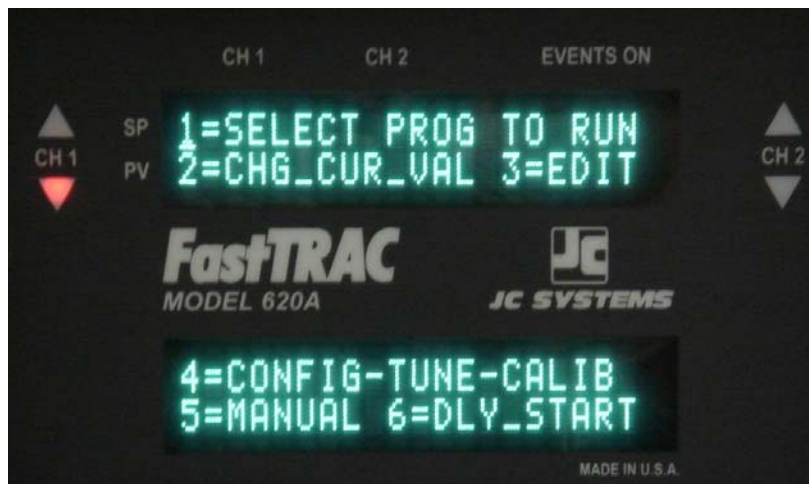 CH 1 CH 2 EVENTS ON
SP 1=SELECT PROG TO RUN
CH 1 PV 2=CHG_CUR_VAL 3=EDIT CH 2
FastTRAC JC
MODEL 620A JC SYSTEMS
4=CONFIG-TUNE-CALIB
5=MANUAL 6=DLY_START
MADE IN U.S.A.